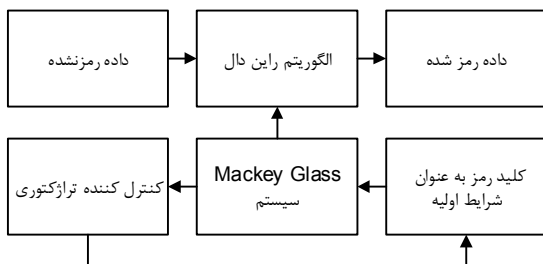 داده رمزنشده
الگوریتم راین دال
داده رمز شده
کنترل کننده تراژکتوری
Mackey Glass
سیستم
کلید رمز به عنوان
شرایط اولیه